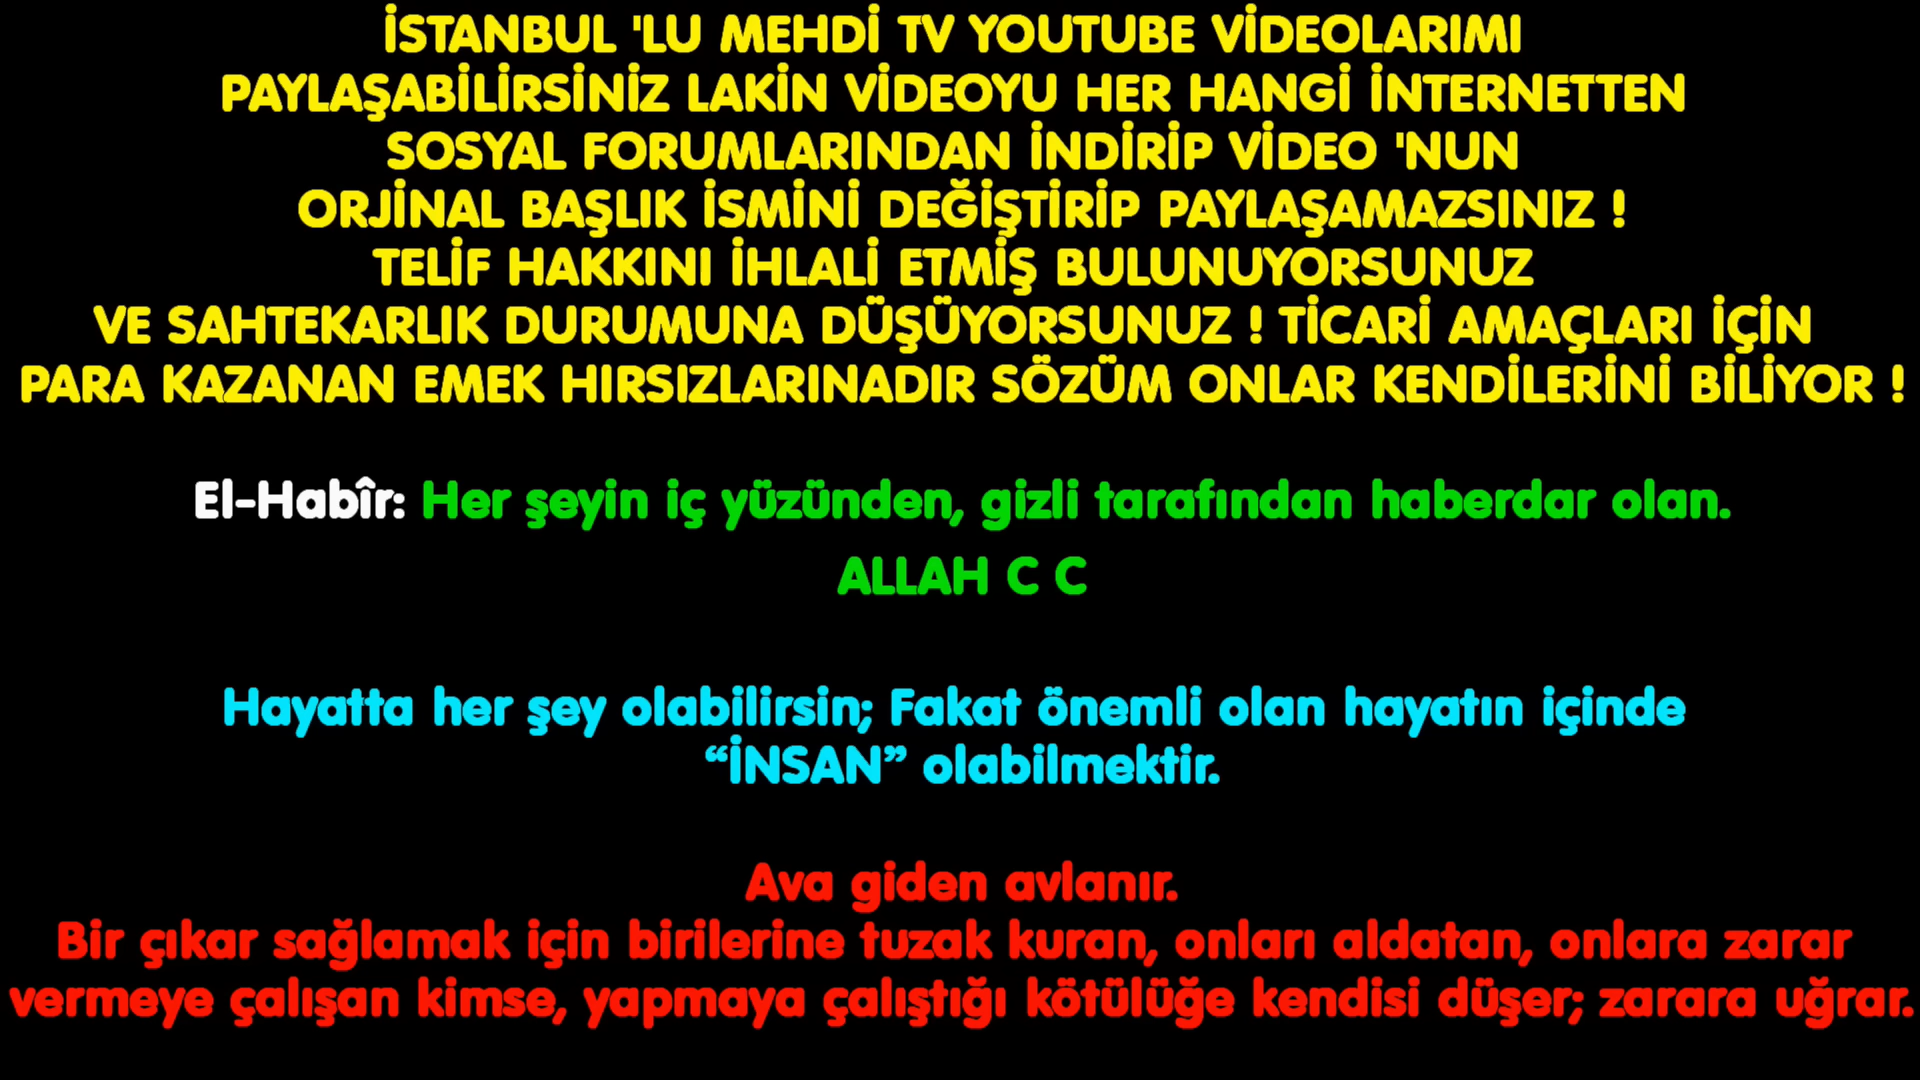 İSTANBUL 'LU MEHDİ TV YOUTUBE VİDEOLARIMI
PAYLAŞABİLİRSİNİZ LAKİN VİDEOYU HER HANGİ İNTERNETTEN
SOSYAL FORUMLARINDAN İNDİRİP VİDEO 'NUN
ORJİNAL BAŞLIK İSMİNİ DEĞİŞTİRİP PAYLAŞAMAZSINIZ !
TELİF HAKKINI İHLALİ ETMİŞ BULUNUYORSUNUZ
VE SAHTEKARLIK DURUMUNA DÜŞÜYORSUNUZ ! TİCARİ AMAÇLARI İÇİN
PARA KAZANAN EMEK HIRSIZLARINADIR SÖZÜM ONLAR KENDİLERİNİ BİLİYOR !
El-Habîr: Her şeyin iç yüzünden, gizli tarafından haberdar olan.
ALLAH C C
Hayatta her şey olabilirsin; Fakat önemli olan hayatın içinde
“İNSAN” olabilmektir.
Ava giden avlanır.
Bir çıkar sağlamak için birilerine tuzak kuran, onları aldatan, onlara zarar
vermeye çalışan kimse, yapmaya çalıştığı kötülüğe kendisi düşer; zarara uğrar.